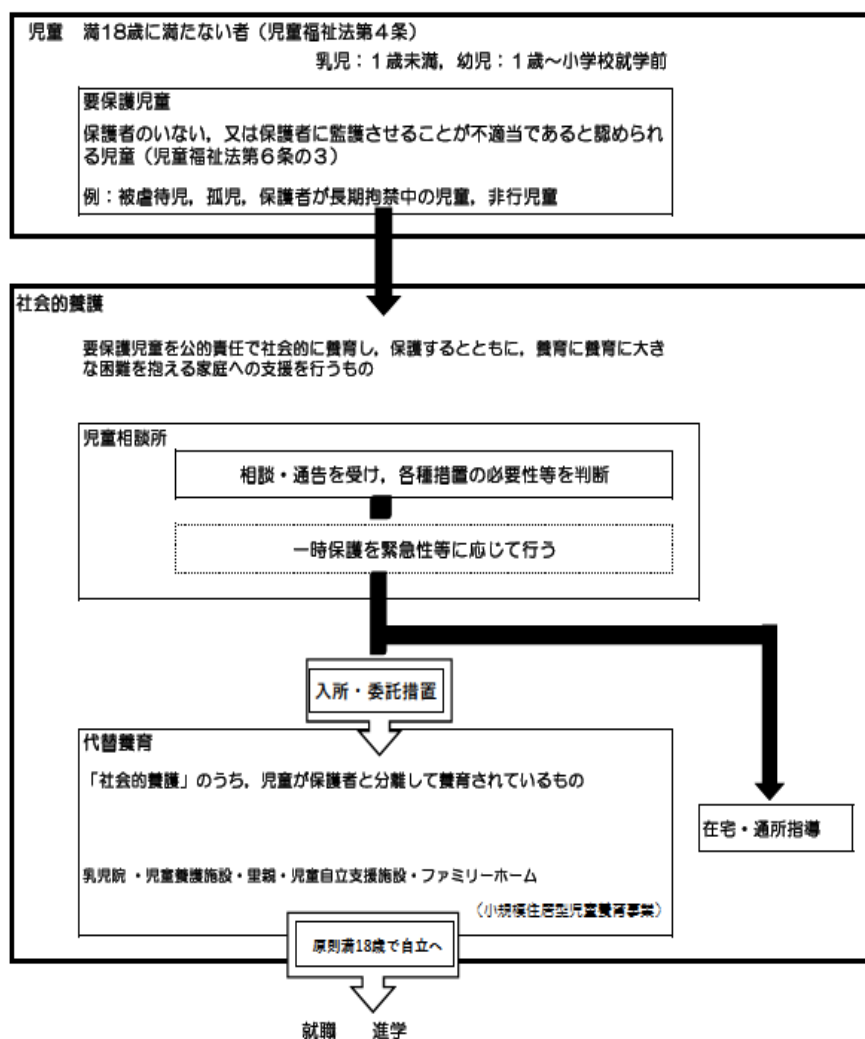 児童　満18歳に満たない者（児童福祉法第４条）
乳児：１歳未満，幼児：１歳～小学校就学前
要保護児童
保護者のいない，又は保護者に監護させることが不適当であると認められ
る児童（児童福祉法第６条の３）
例：被虐待児，孤児，保護者が長期拘禁中の児童，非行児童
社会的養護
要保護児童を公的責任で社会的に養育し，保護するとともに，養育に養育に大き
な困難を抱える家庭への支援を行うもの
児童相談所
相談・通告を受け，各種措置の必要性等を判断
一時保護を緊急性等に応じて行う
入所・委託措置
代替養育
「社会的養護」のうち，児童が保護者と分離して養育されているもの
在宅・通所指導
乳児院 ・児童養護施設・里親・児童自立支援施設・ファミリーホーム
（小規模住居型児童養育事業）
原則満18歳で自立へ
就職　　進学